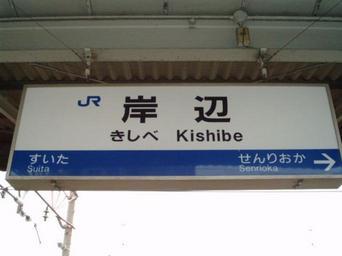 JR 岸辺
きしべ Kishibe
すいた せんりおか →
Suita Senrioka